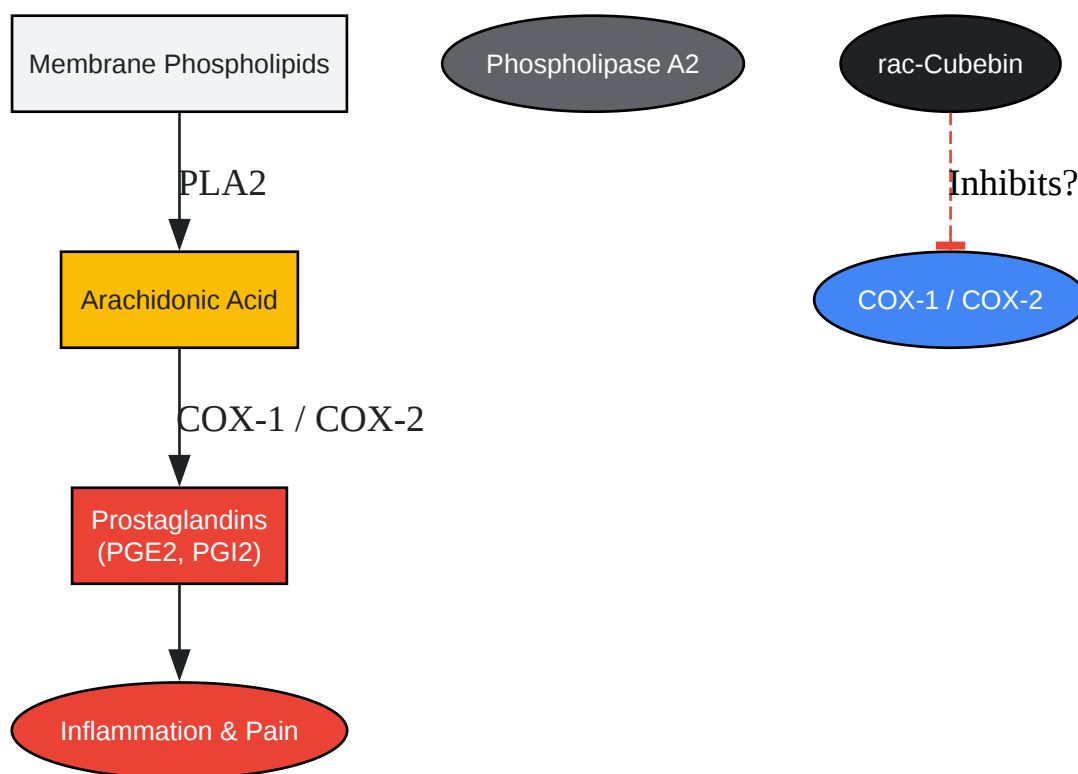 Membrane Phospholipids
Phospholipase A2
rac-Cubebin
PLA2
Inhibits?
Arachidonic Acid
COX-1 / COX-2
COX-1 / COX-2
Prostaglandins
(PGE2, PGI2)
Inflammation & Pain